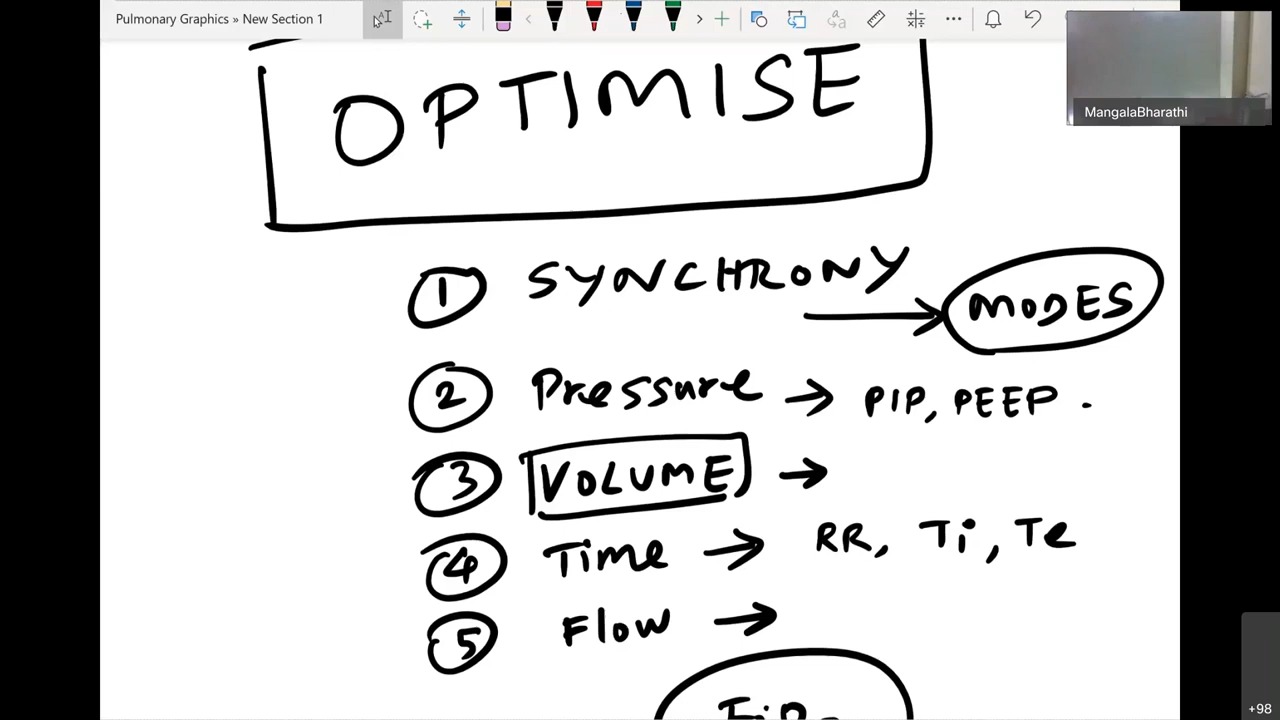 Pulmonary Graphics » New Section 1
MangalaBharathi
OPTIMISE
1 SYNCHRONY → MODES
2 Pressure → PIP, PEEP.
3 VOLUME →
4 Time → RR, Ti, Te
5 Flow →
+98